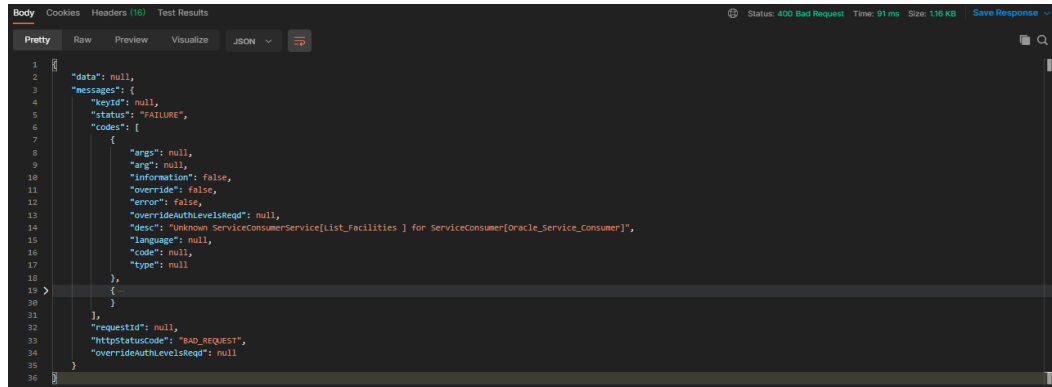 Body Cookies Headers (16) Test Results Status: 400 Bad Request Time: 91 ms Size: 1.16 KB Save Response
Pretty Raw Preview Visualize JSON
1 {
2 "data": null,
3 "messages": {
4 "keyId": null,
5 "status": "FAILURE",
6 "codes": [
7 {
8 "args": null,
9 "arg": null,
10 "information": false,
11 "override": false,
12 "error": false,
13 "overrideAuthLevelsReqd": null,
14 "desc": "Unknown ServiceConsumerService[List_Facilities ] for ServiceConsumer[Oracle_Service_Consumer]",
15 "language": null,
16 "code": null,
17 "type": null
18 },
19 { ...
30 }
31 ],
32 "requestId": null,
33 "httpStatusCode": "BAD_REQUEST",
34 "overrideAuthLevelsReqd": null
35 }
36 }